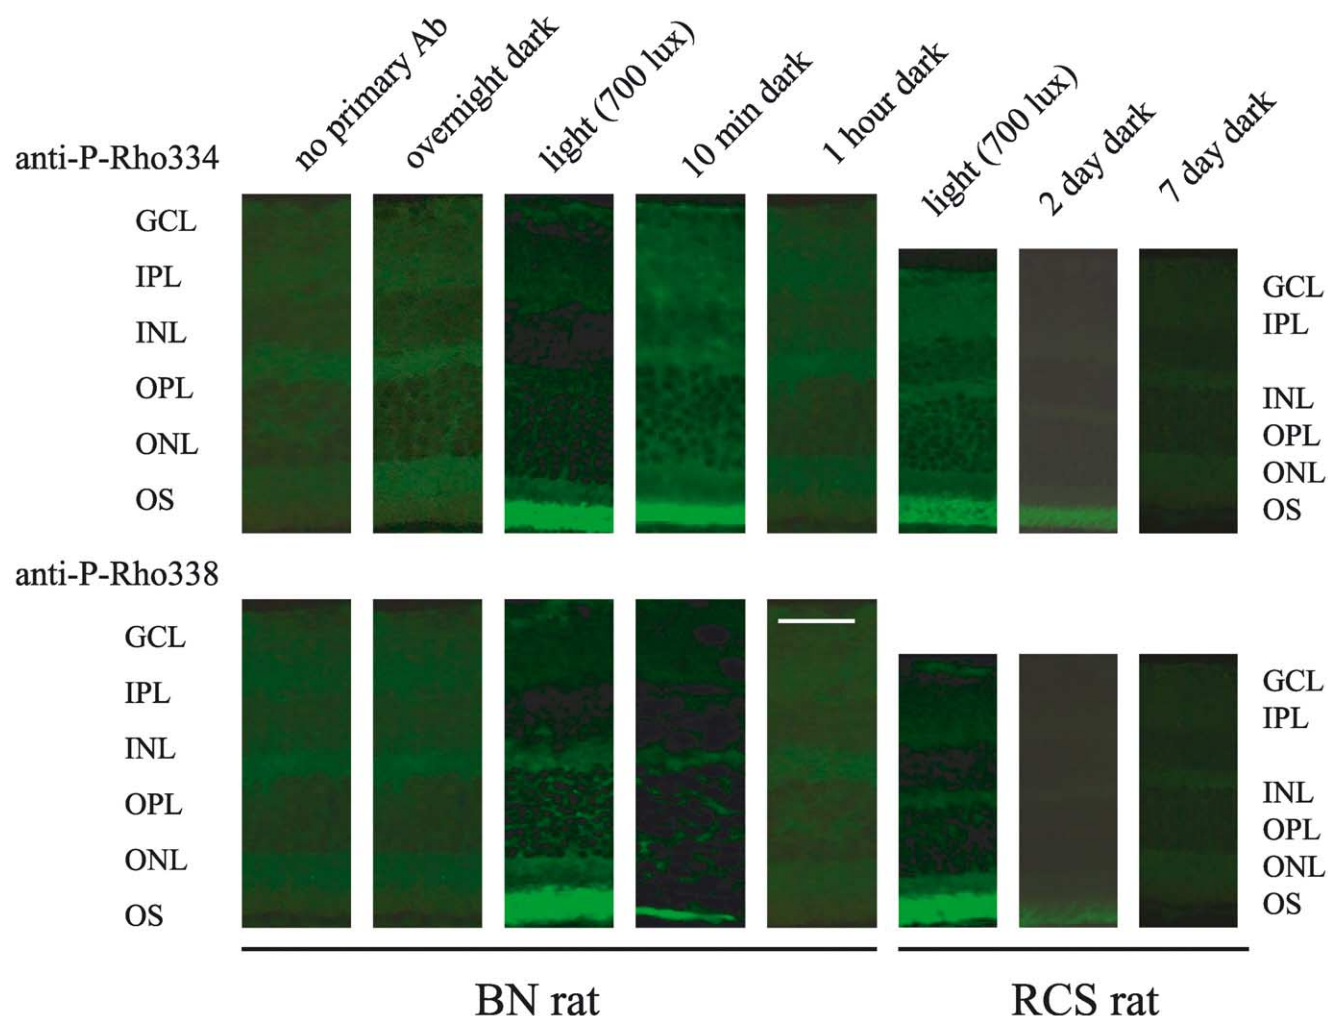 no primary Ab
overnight dark
light (700 lux)
10 min dark
1 hour dark
light (700 lux)
2 day dark
7 day dark
anti-P-Rho334
GCL
IPL
INL
OPL
ONL
OS
GCL
IPL
INL
OPL
ONL
OS
anti-P-Rho338
GCL
IPL
INL
OPL
ONL
OS
GCL
IPL
INL
OPL
ONL
OS
BN rat
RCS rat